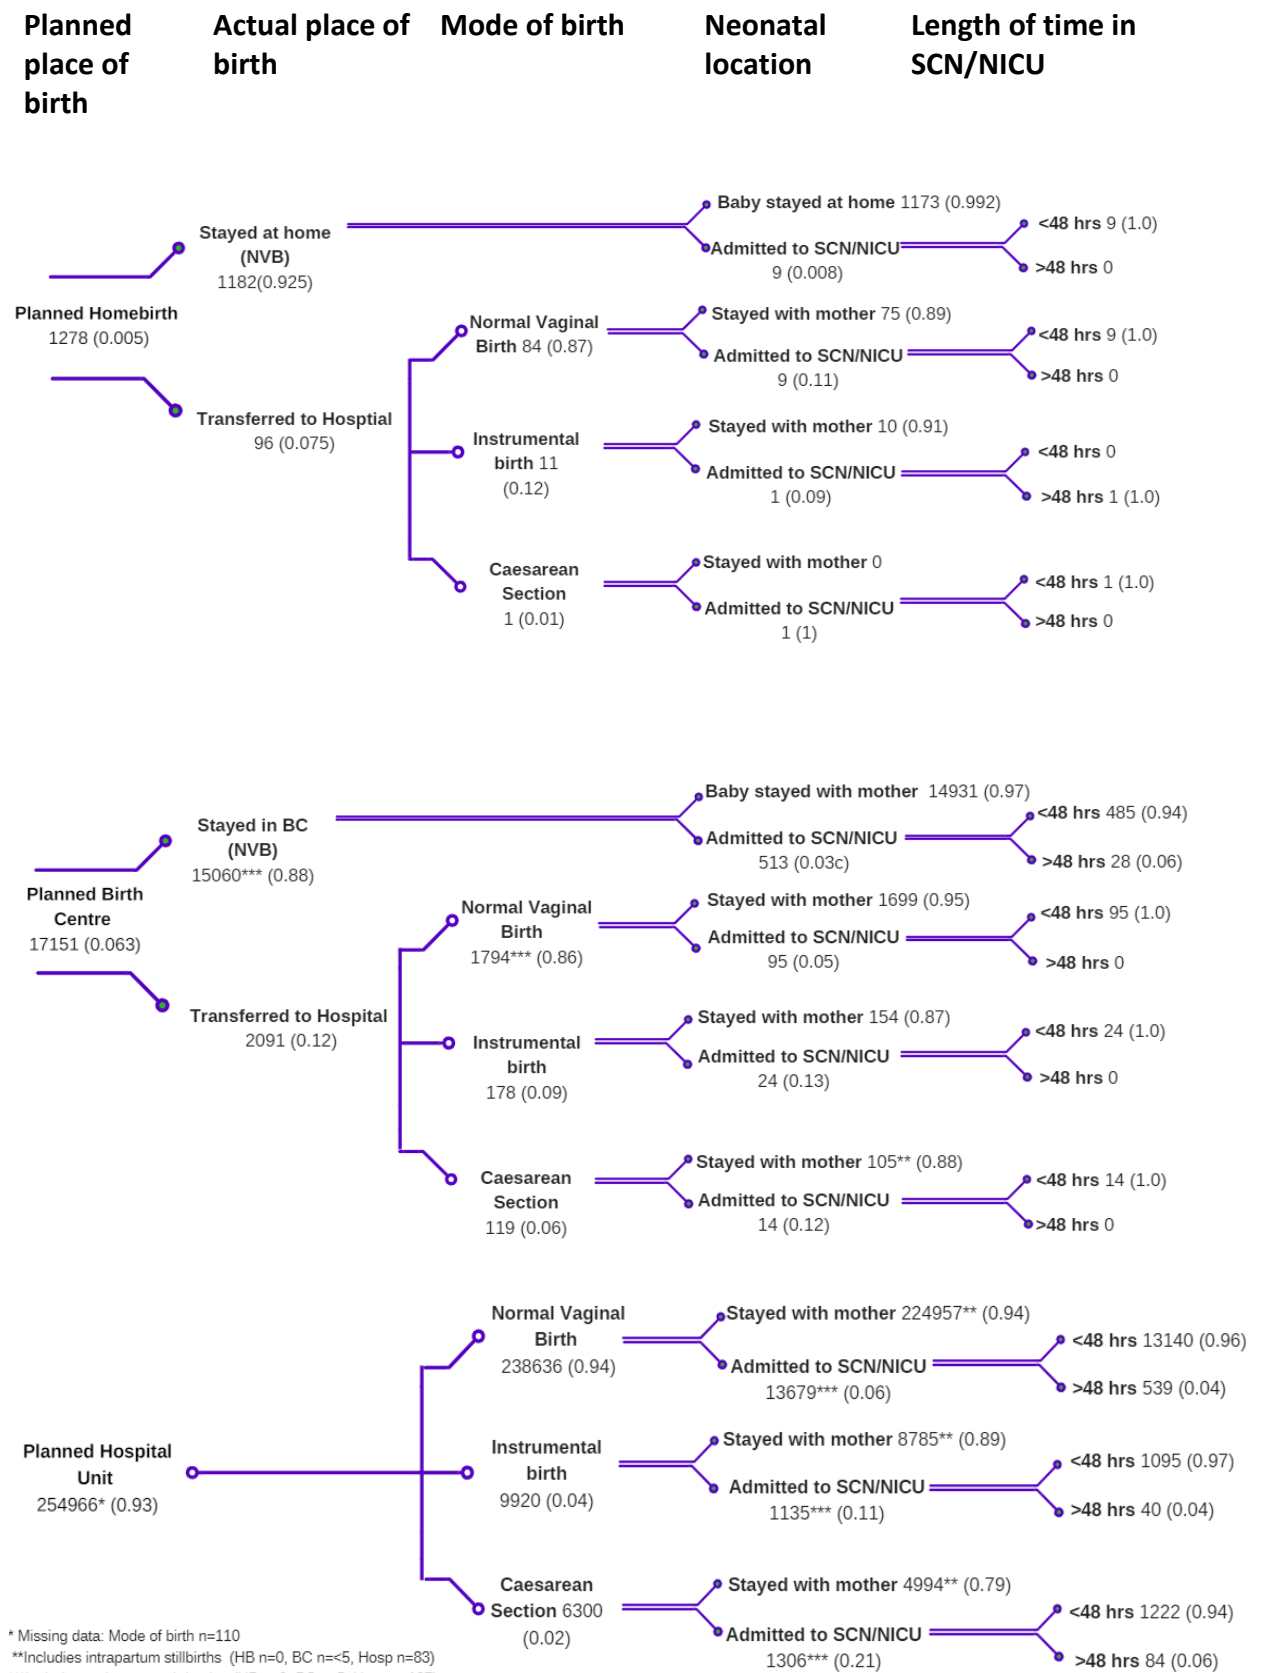 Planned place of birth
Actual place of birth
Mode of birth
Neonatal location
Length of time in SCN/NICU
Planned Homebirth
1278 (0.005)
Stayed at home
(NVB)
1182(0.925)
Baby stayed at home 1173 (0.992)
Admitted to SCN/NICU
9 (0.008)
<48 hrs 9 (1.0)
>48 hrs 0
Transferred to Hosptial
96 (0.075)
Normal Vaginal
Birth 84 (0.87)
Stayed with mother 75 (0.89)
Admitted to SCN/NICU
9 (0.11)
<48 hrs 9 (1.0)
>48 hrs 0
Instrumental
birth 11
(0.12)
Stayed with mother 10 (0.91)
Admitted to SCN/NICU
1 (0.09)
<48 hrs 0
>48 hrs 1 (1.0)
Caesarean
Section
1 (0.01)
Stayed with mother 0
Admitted to SCN/NICU
1 (1)
<48 hrs 1 (1.0)
>48 hrs 0
Planned Birth
Centre
17151 (0.063)
Stayed in BC
(NVB)
15060*** (0.88)
Baby stayed with mother 14931 (0.97)
Admitted to SCN/NICU
513 (0.03c)
<48 hrs 485 (0.94)
>48 hrs 28 (0.06)
Transferred to Hospital
2091 (0.12)
Normal Vaginal
Birth
1794*** (0.86)
Stayed with mother 1699 (0.95)
Admitted to SCN/NICU
95 (0.05)
<48 hrs 95 (1.0)
>48 hrs 0
Instrumental
birth
178 (0.09)
Stayed with mother 154 (0.87)
Admitted to SCN/NICU
24 (0.13)
<48 hrs 24 (1.0)
>48 hrs 0
Caesarean
Section
119 (0.06)
Stayed with mother 105** (0.88)
Admitted to SCN/NICU
14 (0.12)
<48 hrs 14 (1.0)
>48 hrs 0
Planned Hospital
Unit
254966* (0.93)
Normal Vaginal
Birth
238636 (0.94)
Stayed with mother 224957** (0.94)
Admitted to SCN/NICU
13679*** (0.06)
<48 hrs 13140 (0.96)
>48 hrs 539 (0.04)
Instrumental
birth
9920 (0.04)
Stayed with mother 8785** (0.89)
Admitted to SCN/NICU
1135*** (0.11)
<48 hrs 1095 (0.97)
>48 hrs 40 (0.04)
Caesarean
Section 6300
(0.02)
Stayed with mother 4994** (0.79)
Admitted to SCN/NICU
1306*** (0.21)
<48 hrs 1222 (0.94)
>48 hrs 84 (0.06)
* Missing data: Mode of birth n=110
**Includies intrapartum stillbirths (HB n=0, BC n=<5, Hosp n=83)